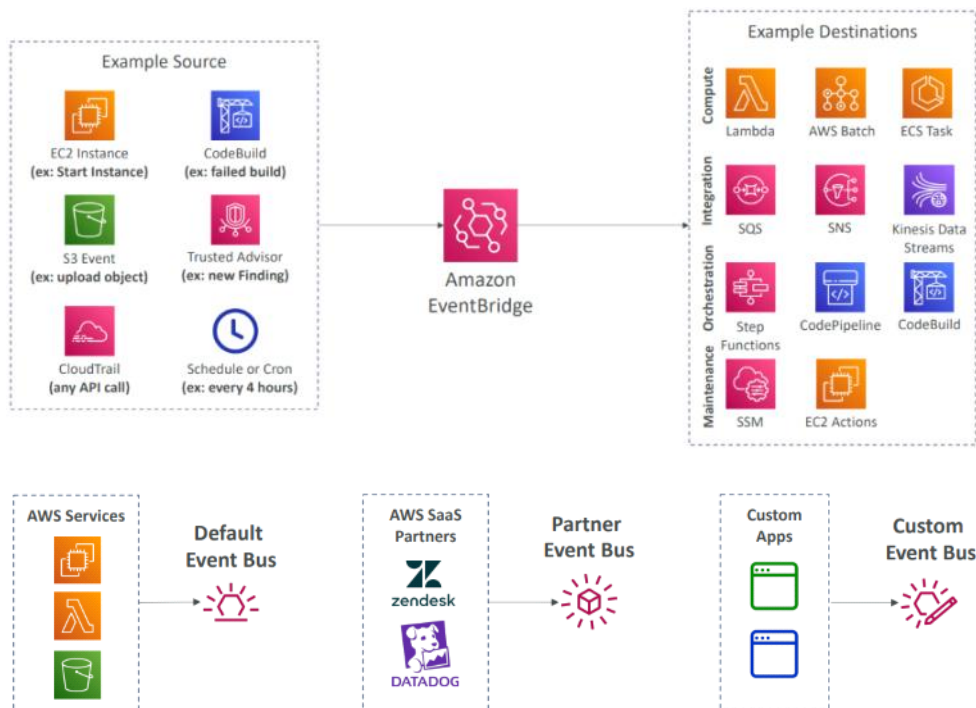 Example Source
EC2 Instance
(ex: Start Instance)
CodeBuild
(ex: failed build)
S3 Event
(ex: upload object)
Trusted Advisor
(ex: new Finding)
CloudTrail
(any API call)
Schedule or Cron
(ex: every 4 hours)
Amazon
EventBridge
Example Destinations
Compute
Lambda
AWS Batch
ECS Task
Integration
SQS
SNS
Kinesis Data
Streams
Orchestration
Step
Functions
CodePipeline
CodeBuild
Maintenance
SSM
EC2 Actions
AWS Services
Default
Event Bus
AWS SaaS
Partners
zendesk
DATADOG
Partner
Event Bus
Custom
Apps
Custom
Event Bus